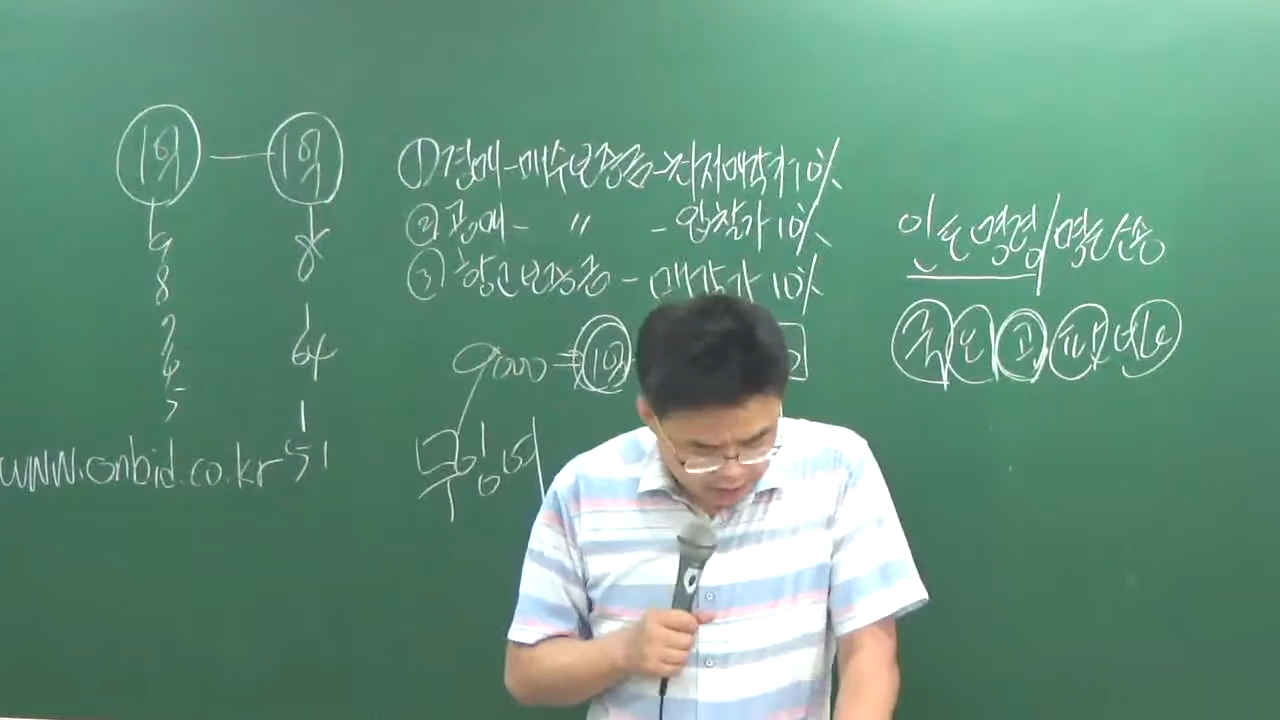 1억 - 1억
9 8
8
7 64
6
5 51
www.onbid.co.kr
① 경매 - 매수보증금 - 최저매각가 10%
② 공매 - 〃 - 입찰가 10%
③ 항고보증금 - 매각가 10%
9000 = 1억
무잉여
인도명령/명도소송